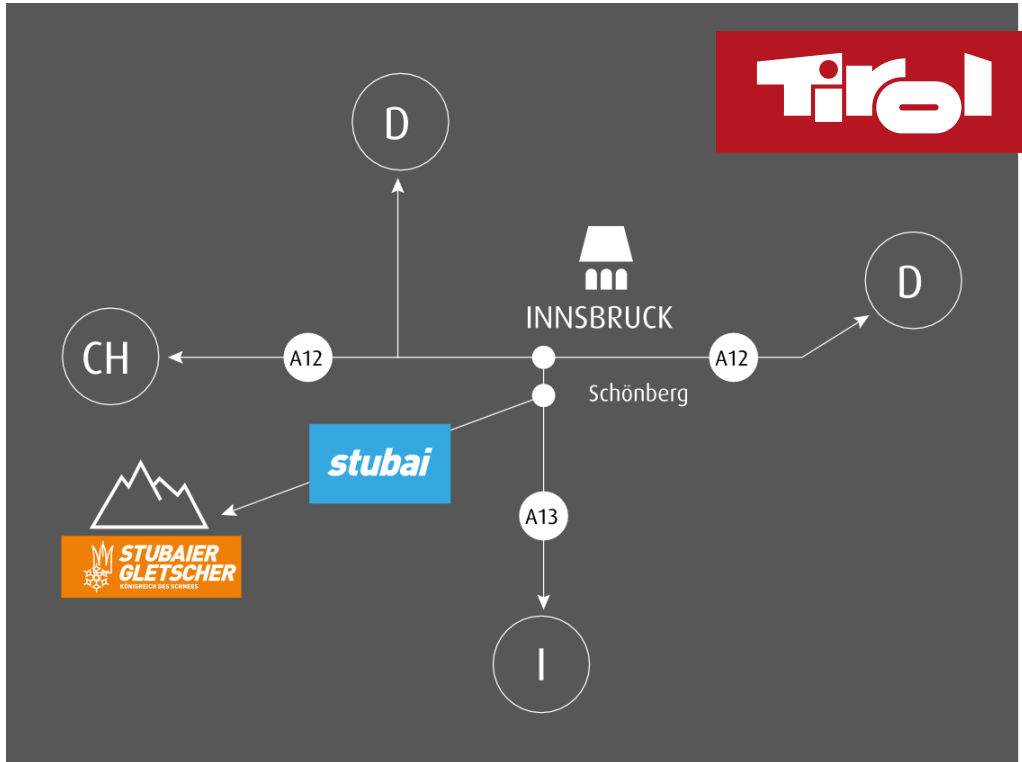 Tirol
D
D
INNSBRUCK
CH
A12
A12
Schönberg
stubai
A13
STUBAIER
GLETSCHER
KÖNIGREICH DES SCHNEES
I